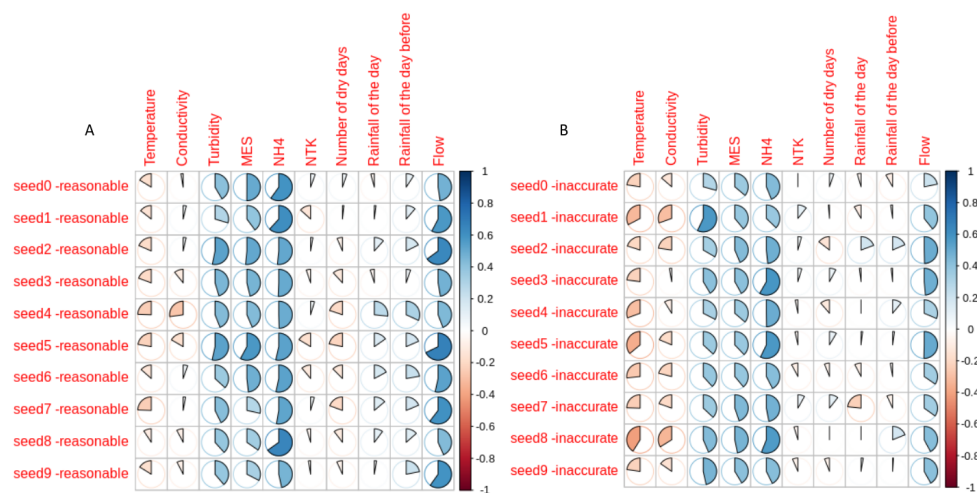 A
Temperature
Conductivity
Turbidity
MES
NH4
NTK
Number of dry days
Rainfall of the day
Rainfall of the day before
Flow
seed0 -reasonable
seed1 -reasonable
seed2 -reasonable
seed3 -reasonable
seed4 -reasonable
seed5 -reasonable
seed6 -reasonable
seed7 -reasonable
seed8 -reasonable
seed9 -reasonable
1
0.8
0.6
0.4
0.2
0
-0.2
-0.4
-0.6
-0.8
-1
B
Temperature
Conductivity
Turbidity
MES
NH4
NTK
Number of dry days
Rainfall of the day
Rainfall of the day before
Flow
seed0 -inaccurate
seed1 -inaccurate
seed2 -inaccurate
seed3 -inaccurate
seed4 -inaccurate
seed5 -inaccurate
seed6 -inaccurate
seed7 -inaccurate
seed8 -inaccurate
seed9 -inaccurate
1
0.8
0.6
0.4
0.2
0
-0.2
-0.4
-0.6
-0.8
-1